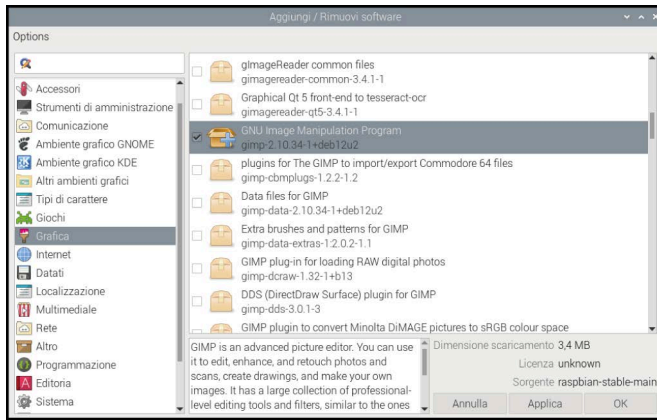 Aggiungi / Rimuovi software
Options
Accessori
Strumenti di amministrazione
Comunicazione
Ambiente grafico GNOME
Ambiente grafico KDE
Altri ambienti grafici
Tipi di carattere
Giochi
Grafica
Internet
Datati
Localizzazione
Multimediale
Rete
Altro
Programmazione
Editoria
Sistema
gImageReader common files
gimagereader-common-3.4.1-1
Graphical Qt 5 front-end to tesseract-ocr
gimagereader-qt5-3.4.1-1
GNU Image Manipulation Program
gimp-2.10.34-1+deb12u2
plugins for The GIMP to import/export Commodore 64 files
gimp-cbmplugs-1.2.2-1.2
Data files for GIMP
gimp-data-2.10.34-1+deb12u2
Extra brushes and patterns for GIMP
gimp-data-extras-1:2.0.2-1.1
GIMP plug-in for loading RAW digital photos
gimp-dcraw-1.32-1+b13
DDS (DirectDraw Surface) plugin for GIMP
gimp-dds-3.0.1-3
GIMP plugin to convert Minolta DiMAGE pictures to sRGB colour space
GIMP is an advanced picture editor. You can use
it to edit, enhance, and retouch photos and
scans, create drawings, and make your own
images. It has a large collection of professional-
level editing tools and filters, similar to the ones
Dimensione scaricamento 3,4 MB
Licenza unknown
Sorgente raspbian-stable-main
Annulla
Applica
OK